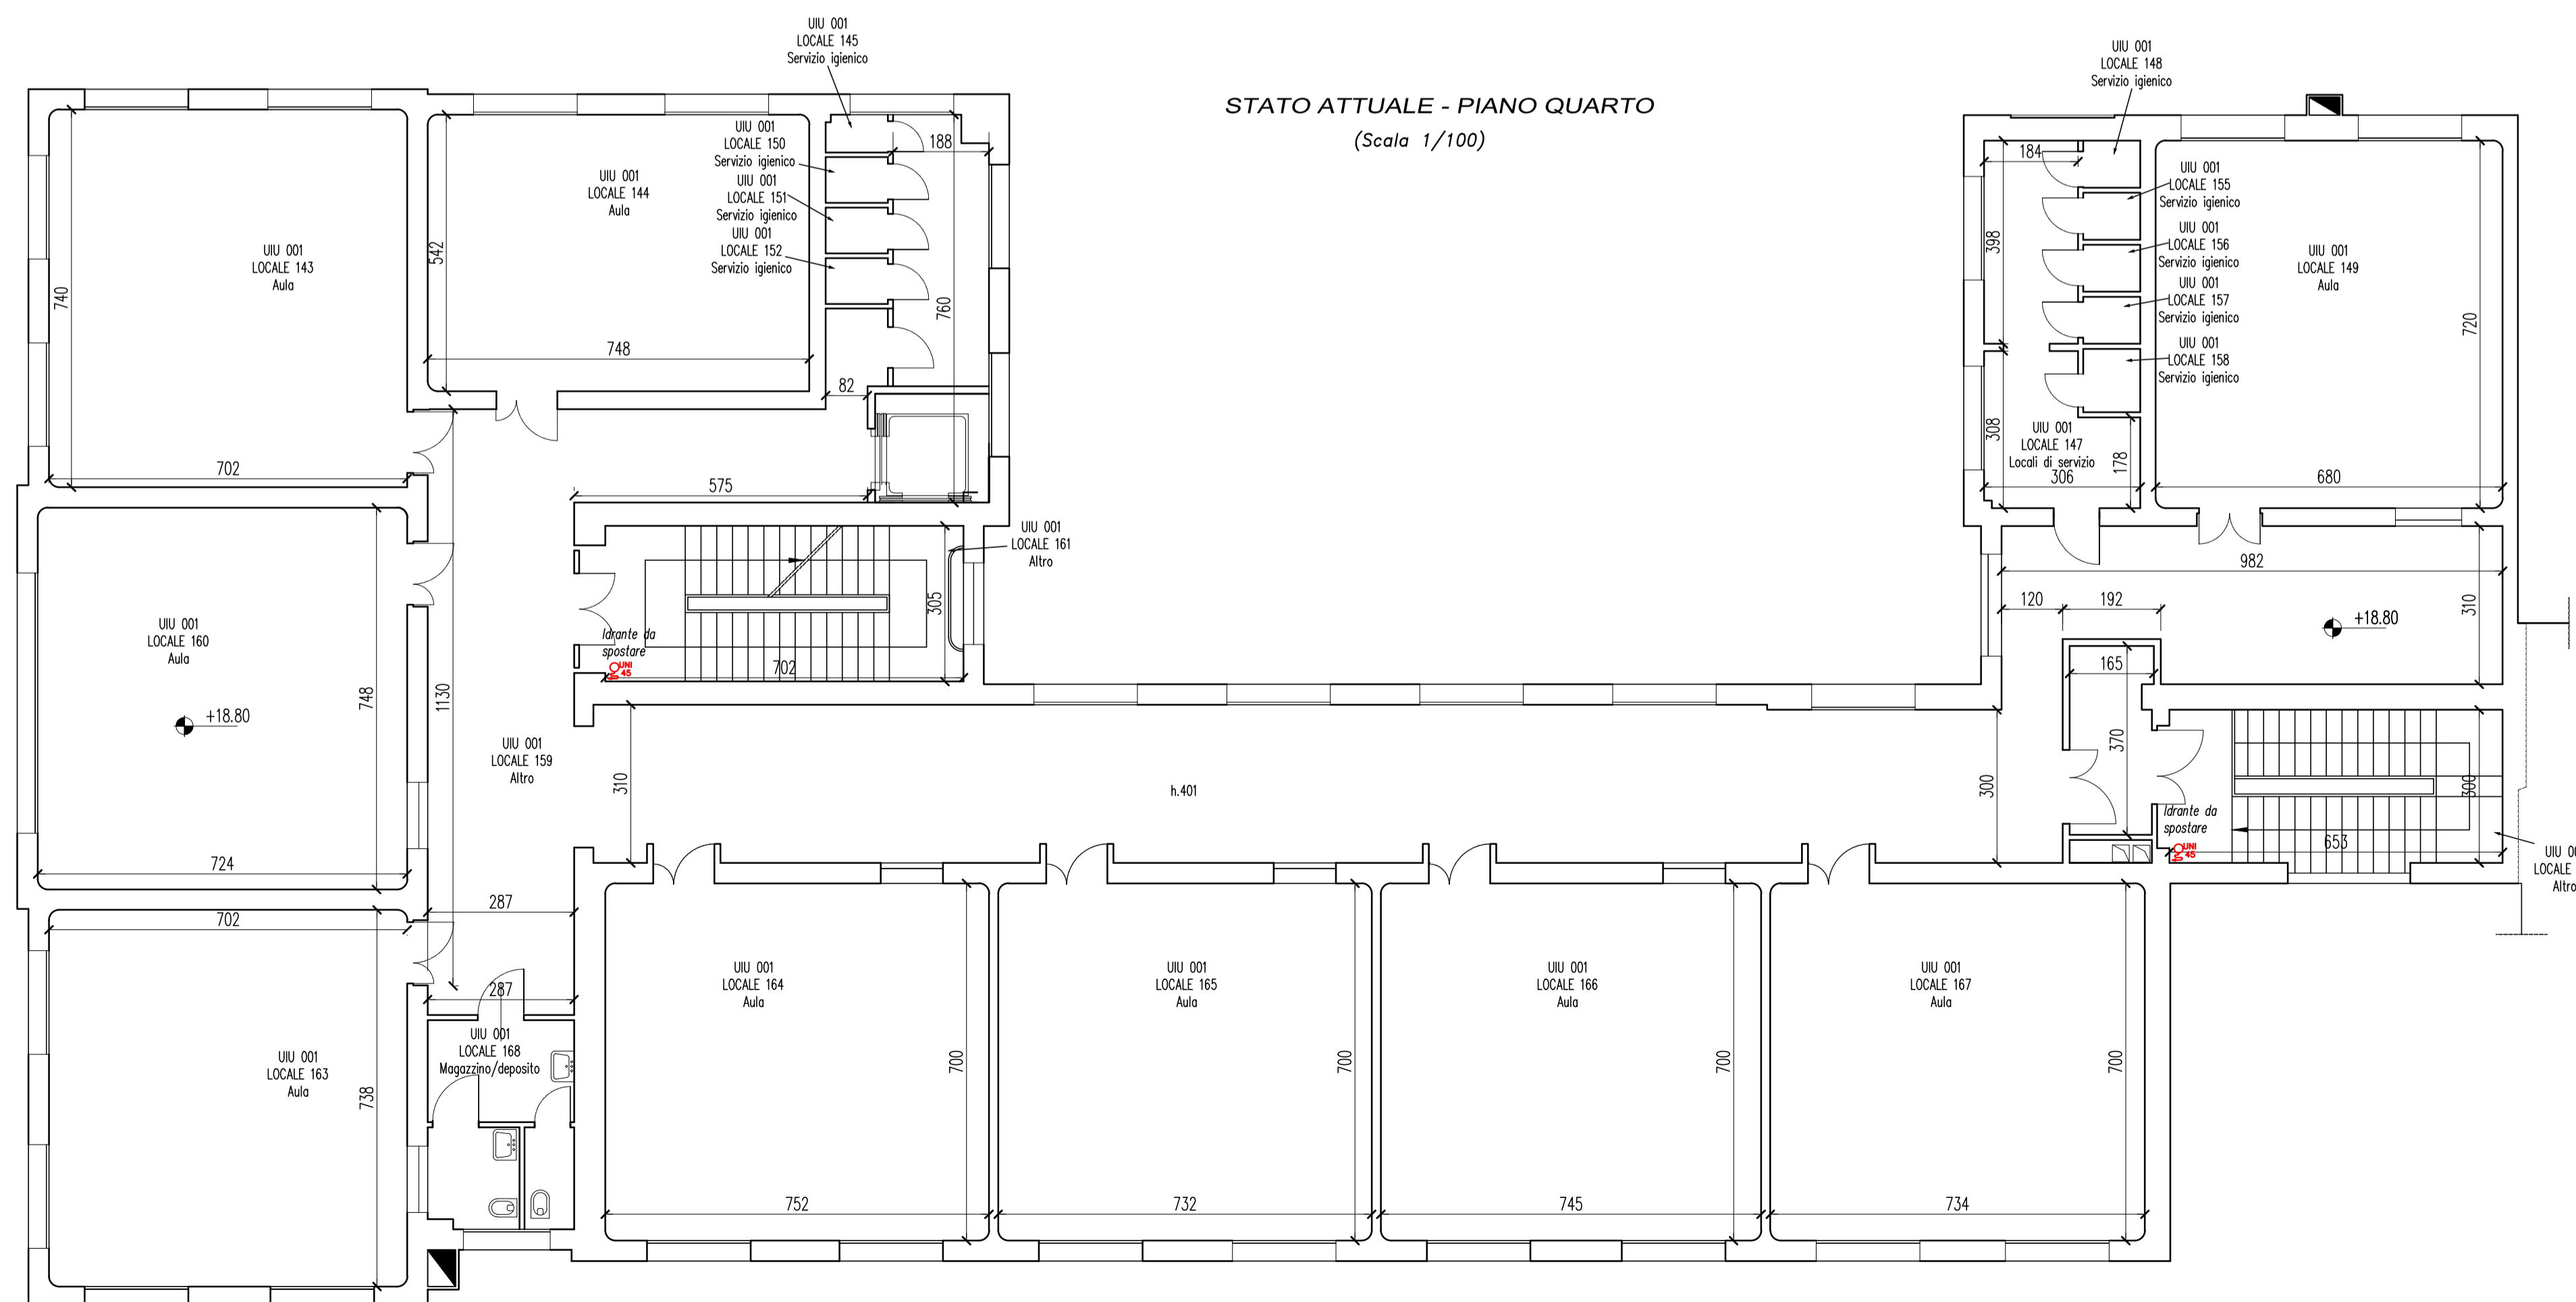 UIU 001
LOCALE 145
Servizio igienico
STATO ATTUALE - PIANO QUARTO
(Scala 1/100)
UIU 001
LOCALE 148
Servizio igienico
UIU 001
LOCALE 150
Servizio igienico
UIU 001
LOCALE 151
Servizio igienico
UIU 001
LOCALE 152
Servizio igienico
188
UIU 001
LOCALE 144
Aula
542
748
760
82
575
UIU 001
LOCALE 143
Aula
740
702
184
398
308
UIU 001
LOCALE 155
Servizio igienico
UIU 001
LOCALE 156
Servizio igienico
UIU 001
LOCALE 157
Servizio igienico
UIU 001
LOCALE 158
Servizio igienico
UIU 001
LOCALE 149
Aula
720
680
UIU 001
LOCALE 147
Locali di servizio
306
178
UIU 001
LOCALE 161
Altro
305
Idrante da
spostare
UNI
45
702
982
120
192
310
+18.80
165
370
UIU 001
LOCALE 160
Aula
+18.80
748
724
1130
UIU 001
LOCALE 159
Altro
310
h.401
300
300
Idrante da
spostare
UNI
45
653
LOCALE
702
287
287
UIU 001
LOCALE 163
Aula
738
UIU 001
LOCALE 168
Magazzino/deposito
UIU 001
LOCALE 164
Aula
700
752
UIU 001
LOCALE 165
Aula
700
732
UIU 001
LOCALE 166
Aula
700
745
UIU 001
LOCALE 167
Aula
700
734